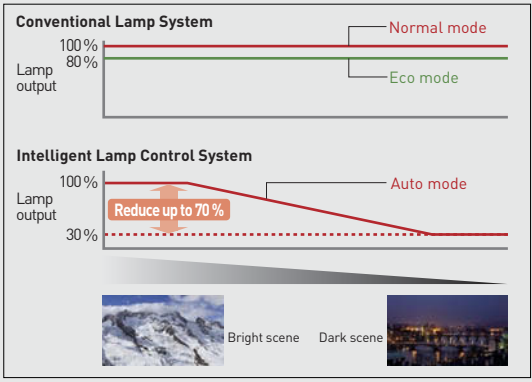 Conventional Lamp System
100 %
Normal mode
80 %
Lamp
output
Eco mode
Intelligent Lamp Control System
100 %
Auto mode
Lamp
output
Reduce up to 70 %
30 %
Bright scene
Dark scene